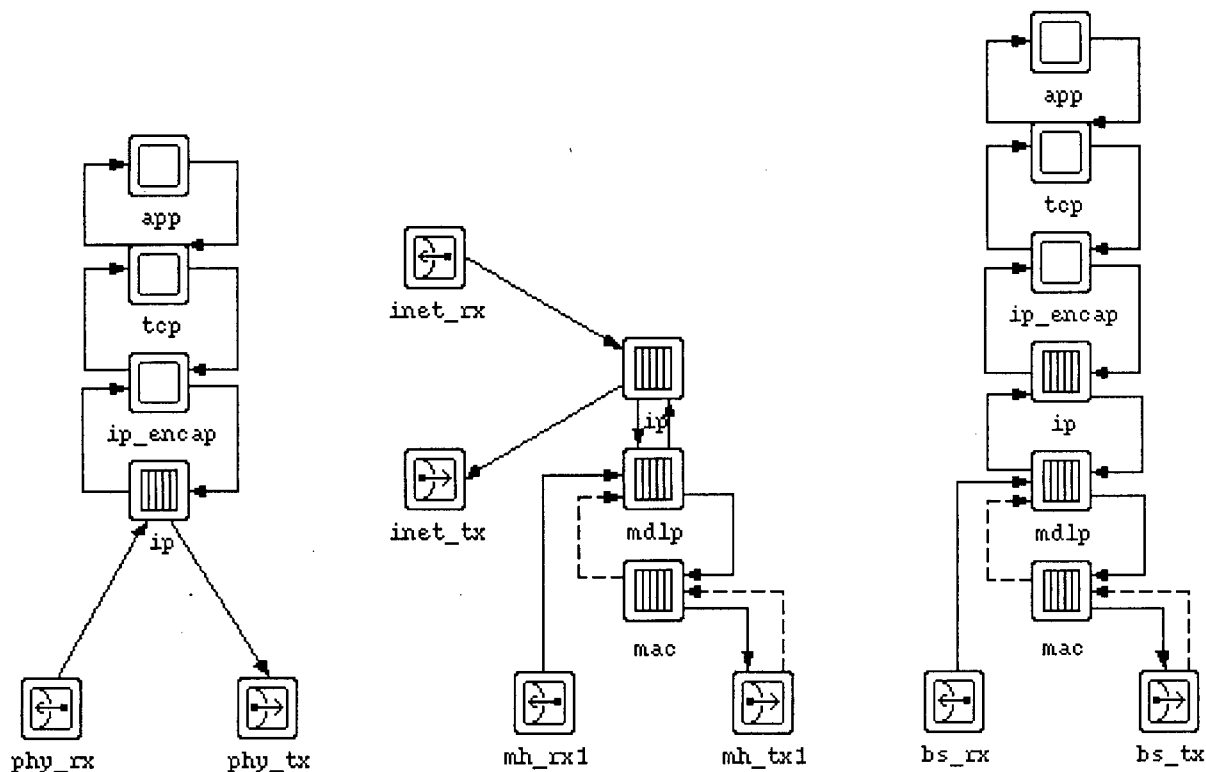 app
tcp
ip_encap
ip
phy_rx
phy_tx
inet_rx
ip
inet_tx
mdlp
mac
mh_rx1
mh_tx1
app
tcp
ip_encap
ip
mdlp
mac
bs_rx
bs_tx